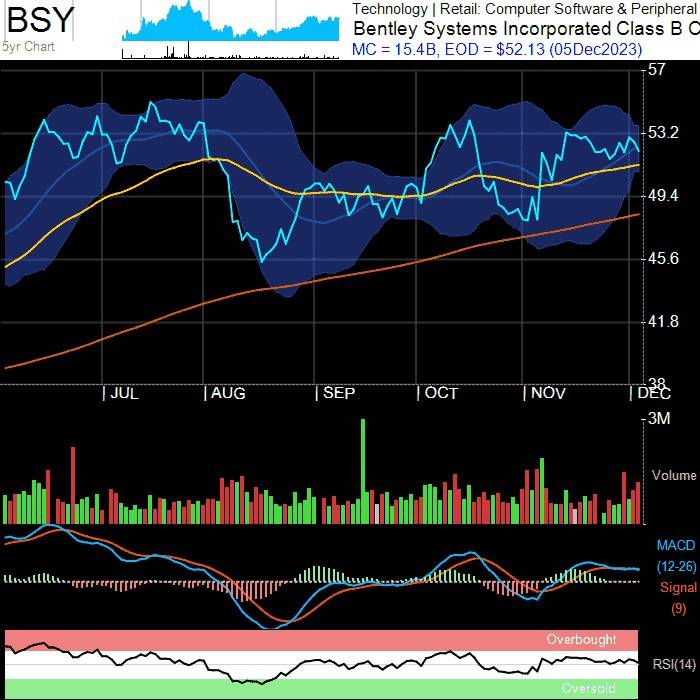 BSY
5yr Chart
Technology | Retail: Computer Software & Peripheral
Bentley Systems Incorporated Class B C
MC = 15.4B, EOD = $52.13 (05Dec2023)
57
53.2
49.4
45.6
41.8
38
| JUL | AUG | SEP | OCT | NOV | DEC
3M
Volume
MACD
(12-26)
Signal
(9)
Overbought
RSI(14)
Oversold